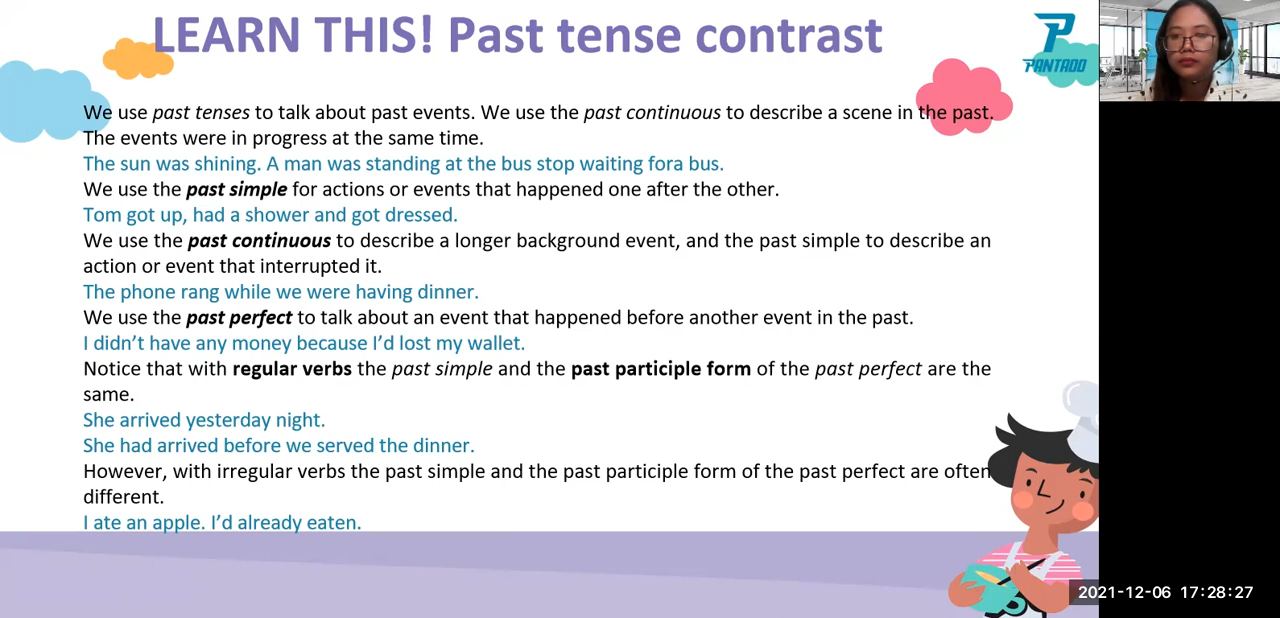 LEARN THIS! Past tense contrast
PANTADO
We use past tenses to talk about past events. We use the past continuous to describe a scene in the past.
The events were in progress at the same time.
The sun was shining. A man was standing at the bus stop waiting fora bus.
We use the past simple for actions or events that happened one after the other.
Tom got up, had a shower and got dressed.
We use the past continuous to describe a longer background event, and the past simple to describe an
action or event that interrupted it.
The phone rang while we were having dinner.
We use the past perfect to talk about an event that happened before another event in the past.
I didn’t have any money because I’d lost my wallet.
Notice that with regular verbs the past simple and the past participle form of the past perfect are the
same.
She arrived yesterday night.
She had arrived before we served the dinner.
However, with irregular verbs the past simple and the past participle form of the past perfect are often
different.
I ate an apple. I’d already eaten.
2021-12-06 17:28:27